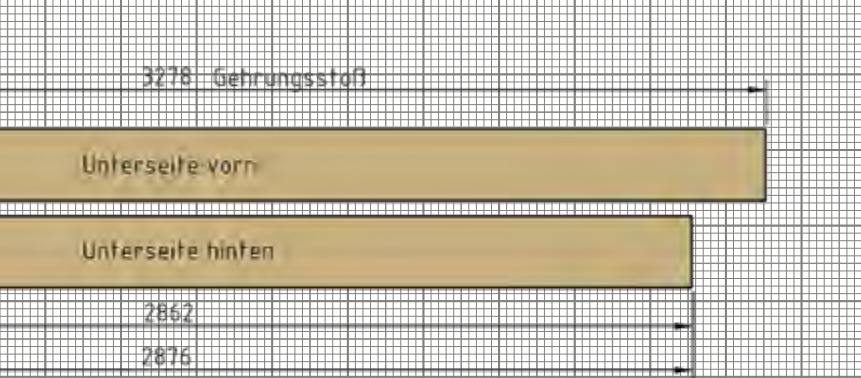 3278 Gehrungsstoß
Unterseite vorn
Unterseite hinten
2862
2876